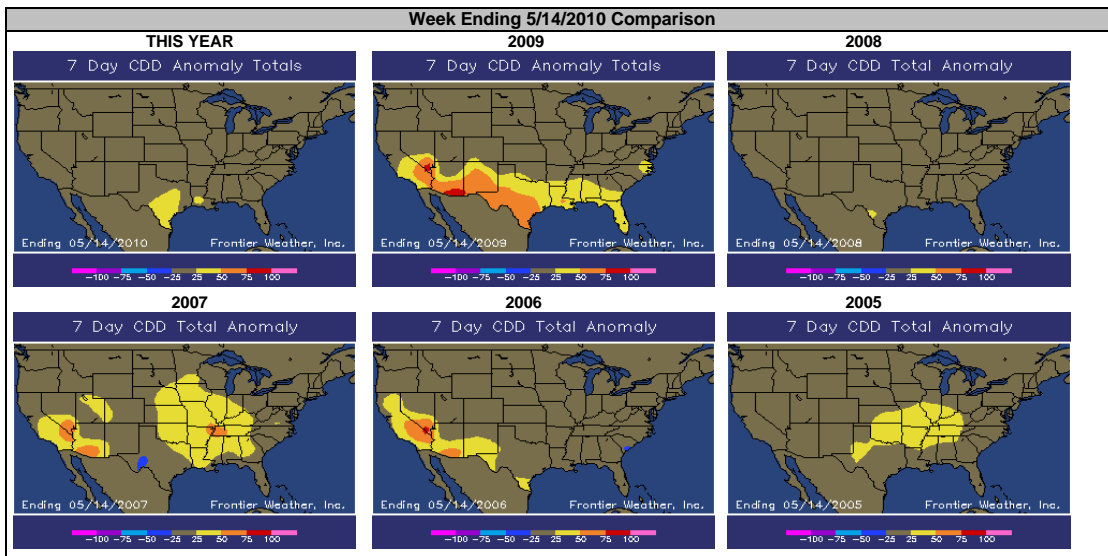 Week Ending 5/14/2010 Comparison
THIS YEAR
2009
2008
7 Day CDD Anomaly Totals
7 Day CDD Anomaly Totals
7 Day CDD Total Anomaly
Ending 05/14/2010
Frontier Weather, Inc.
Ending 05/14/2009
Frontier Weather, Inc.
Ending 05/14/2008
Frontier Weather, Inc.
-100 -75 -50 -25 25 50 75 100
-100 -75 -50 -25 25 50 75 100
-100 -75 -50 -25 25 50 75 100
2007
2006
2005
7 Day CDD Total Anomaly
7 Day CDD Total Anomaly
7 Day CDD Total Anomaly
Ending 05/14/2007
Frontier Weather, Inc.
Ending 05/14/2006
Frontier Weather, Inc.
Ending 05/14/2005
Frontier Weather, Inc.
-100 -75 -50 -25 25 50 75 100
-100 -75 -50 -25 25 50 75 100
-100 -75 -50 -25 25 50 75 100